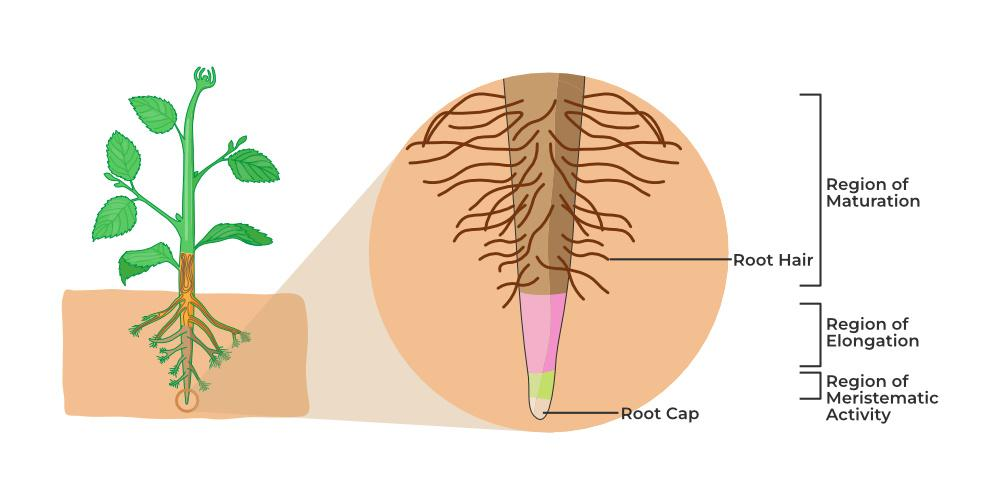 Region of
Maturation
Root Hair
Region of
Elongation
Region of
Meristematic
Activity
Root Cap